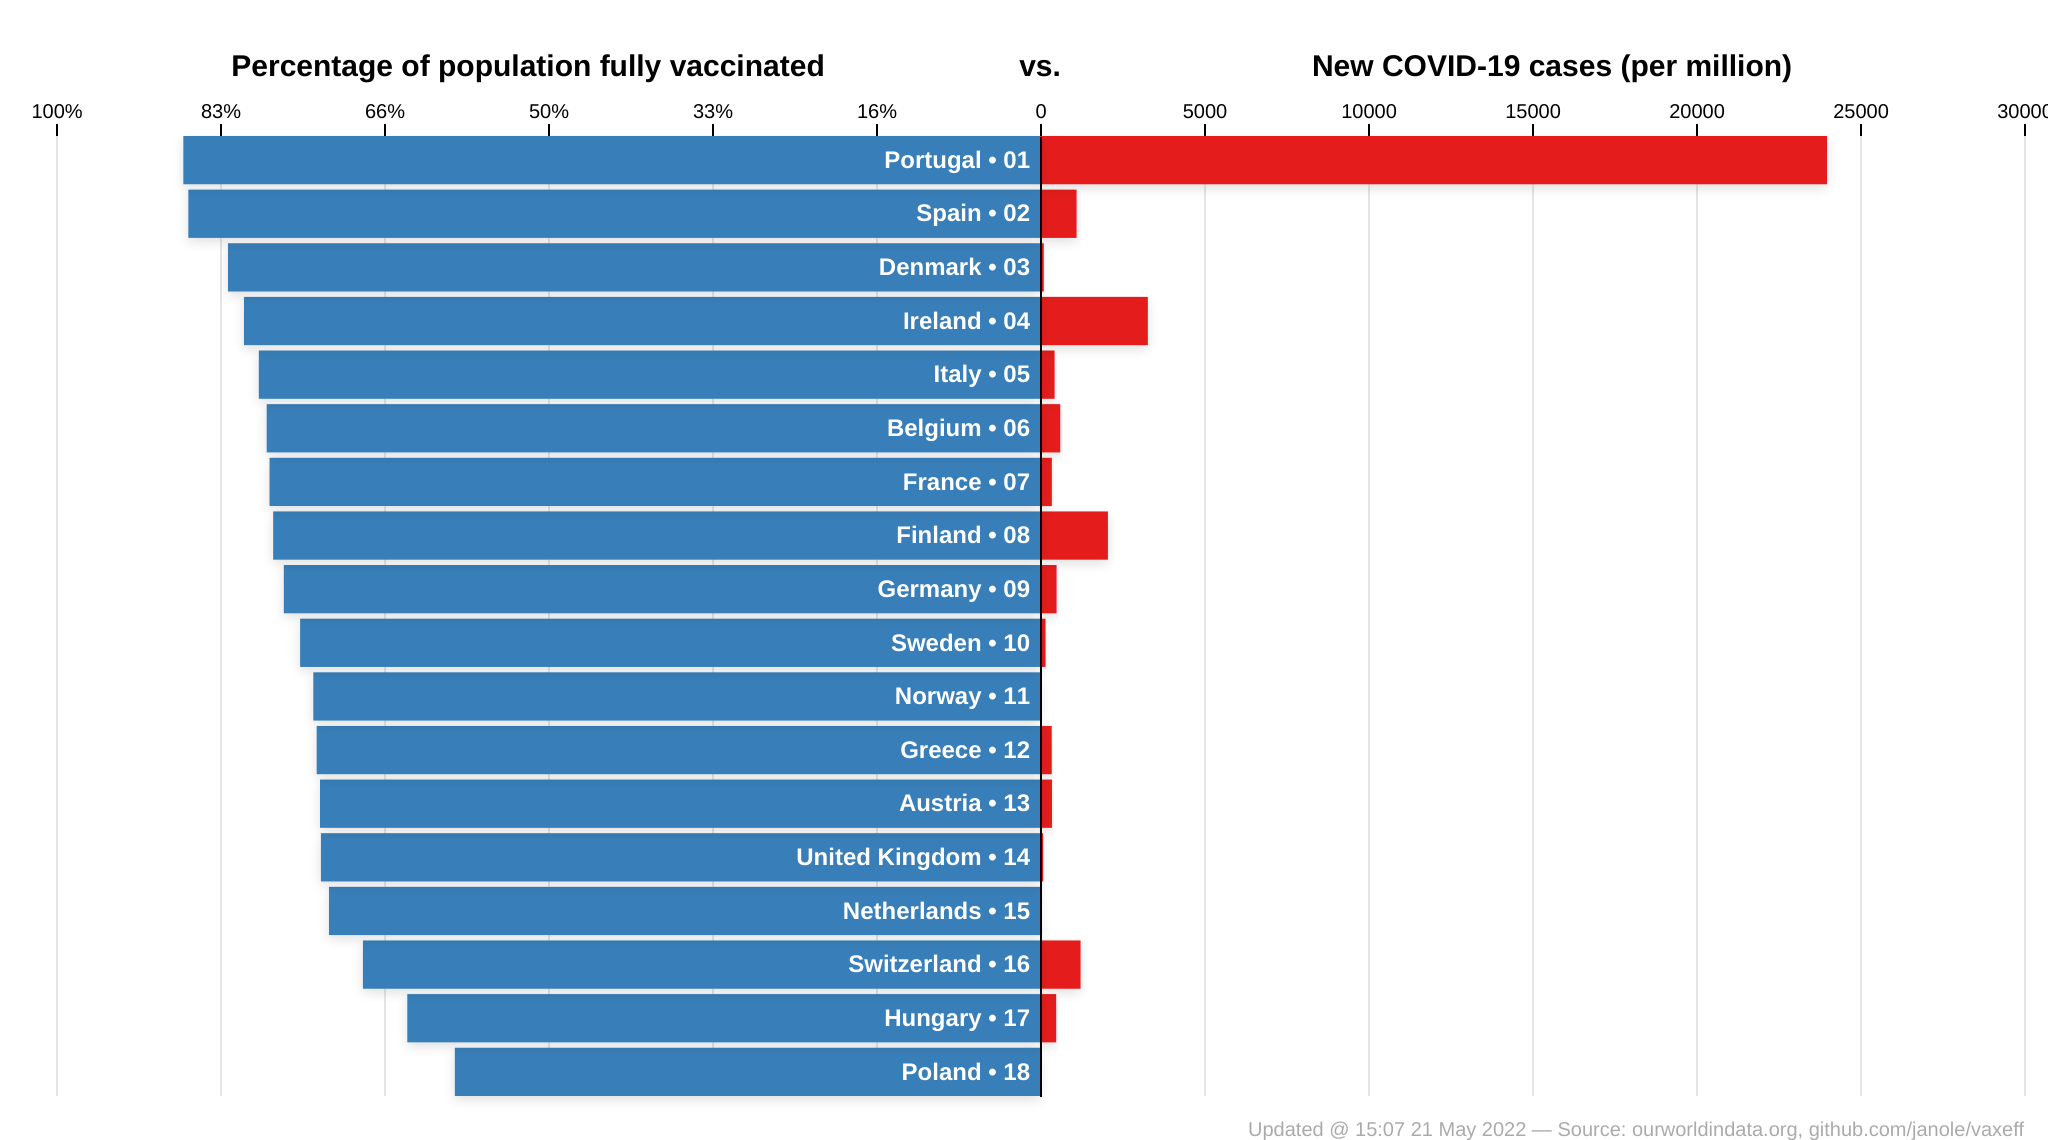 Percentage of population fully vaccinated vs. New COVID-19 cases (per million)
100% 83% 66% 50% 33% 16% 0 5000 10000 15000 20000 25000 30000
Portugal • 01
Spain • 02
Denmark • 03
Ireland • 04
Italy • 05
Belgium • 06
France • 07
Finland • 08
Germany • 09
Sweden • 10
Norway • 11
Greece • 12
Austria • 13
United Kingdom • 14
Netherlands • 15
Switzerland • 16
Hungary • 17
Poland • 18
Updated @ 15:07 21 May 2022 — Source: ourworldindata.org, github.com/janole/vaxeff